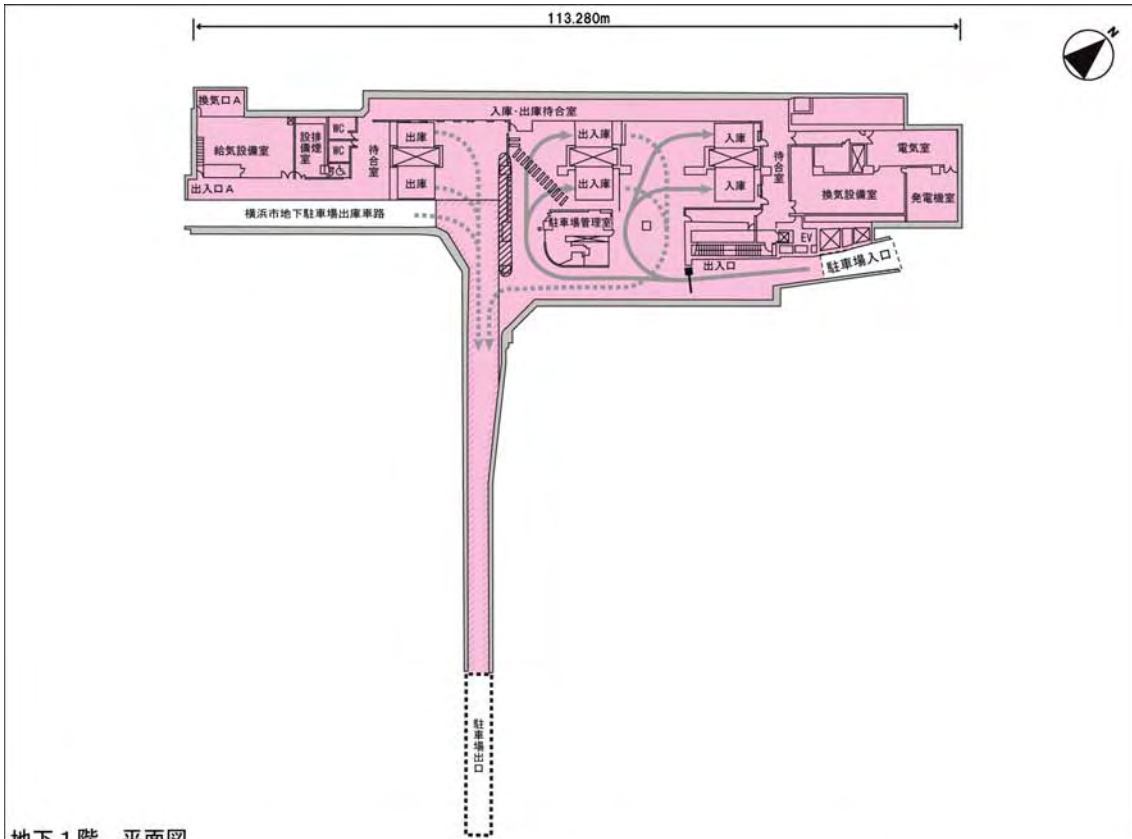 113.280m
N
換気口A
入庫・出庫待合室
給気設備室
排煙
設備室
WC
WC
待合室
出庫
出庫
出入庫
出入庫
入庫
入庫
待合室
電気室
換気設備室
発電機室
出入口A
横浜市地下駐車場出庫車路
駐車場管理室
EV
出入口
駐車場入口
駐車場出口
地下1階 平面図